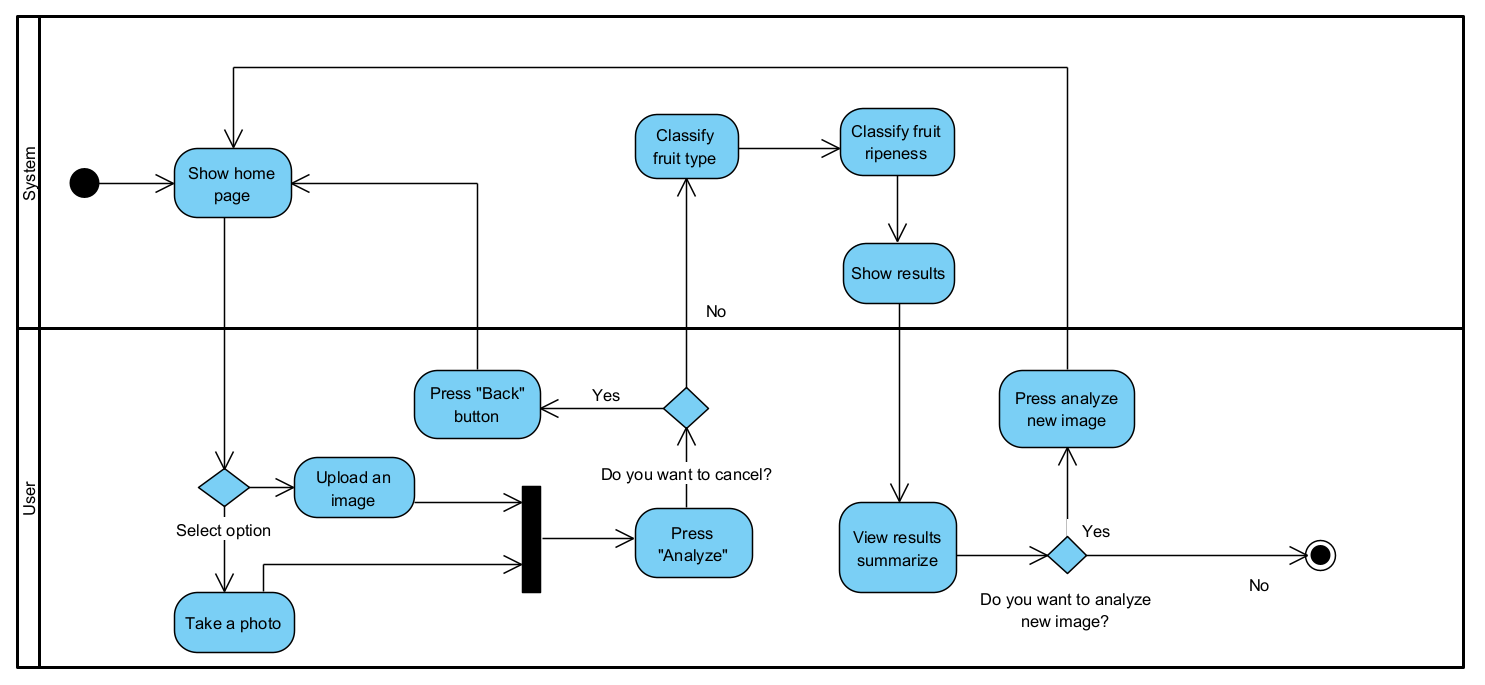 System
Show home
page
Classify
fruit type
Classify fruit
ripeness
Show results
No
User
Press "Back"
button
Yes
Press analyze
new image
Upload an
image
Do you want to cancel?
Select option
Press
"Analyze"
View results
summarize
Yes
No
Do you want to analyze
new image?
Take a photo